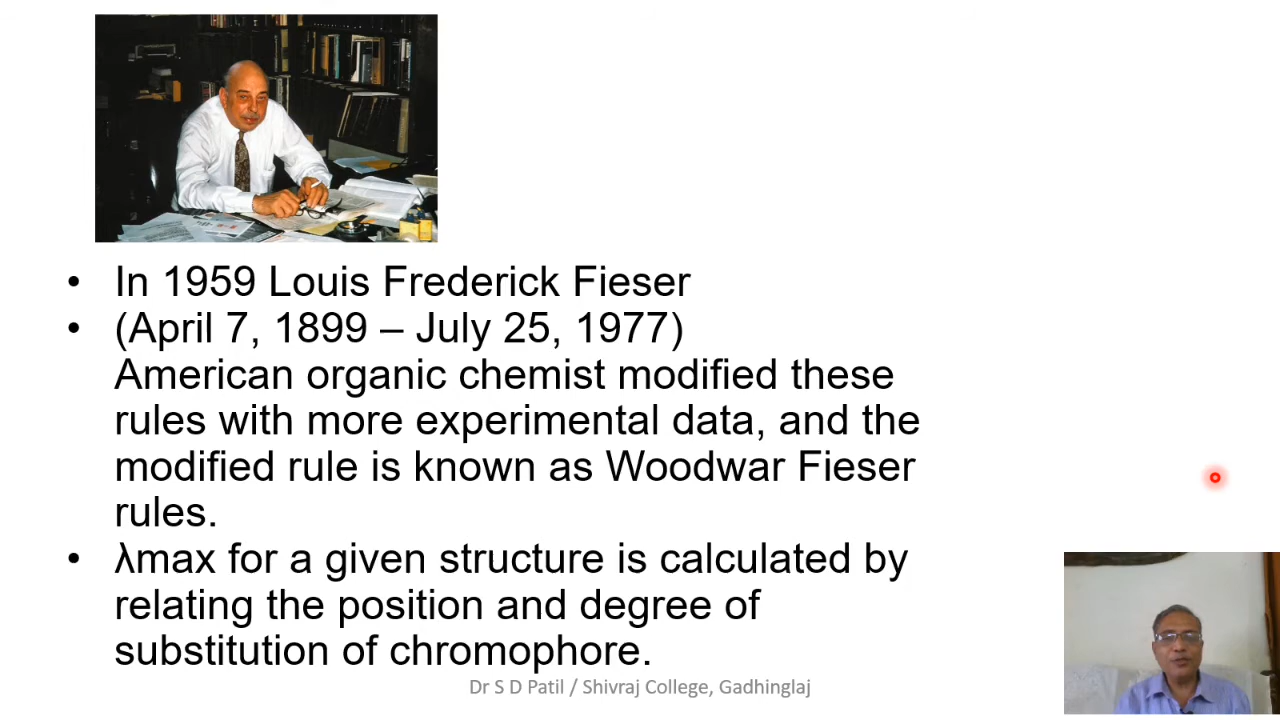 • In 1959 Louis Frederick Fieser
• (April 7, 1899 – July 25, 1977)
American organic chemist modified these
rules with more experimental data, and the
modified rule is known as Woodwar Fieser
rules.
• λmax for a given structure is calculated by
relating the position and degree of
substitution of chromophore.
Dr S D Patil / Shivraj College, Gadhinglaj